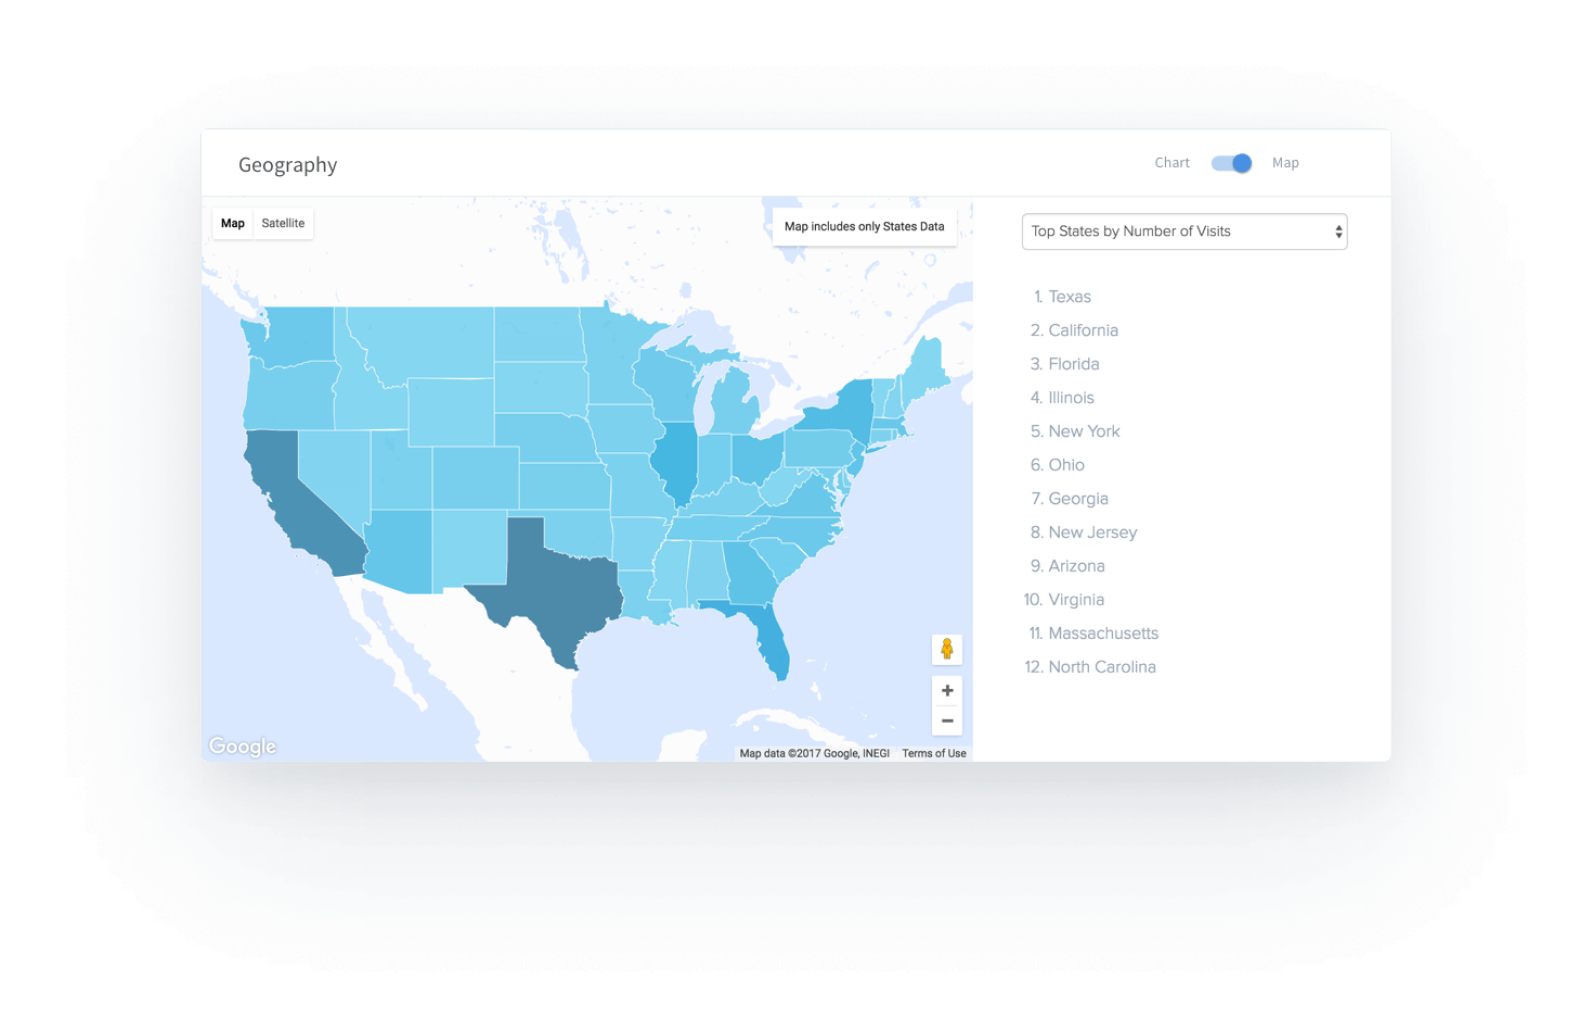 Geography
Chart Map
Map Satellite
Map includes only States Data
Top States by Number of Visits
1. Texas
2. California
3. Florida
4. Illinois
5. New York
6. Ohio
7. Georgia
8. New Jersey
9. Arizona
10. Virginia
11. Massachusetts
12. North Carolina
+
−
Google
Map data ©2017 Google, INEGI Terms of Use